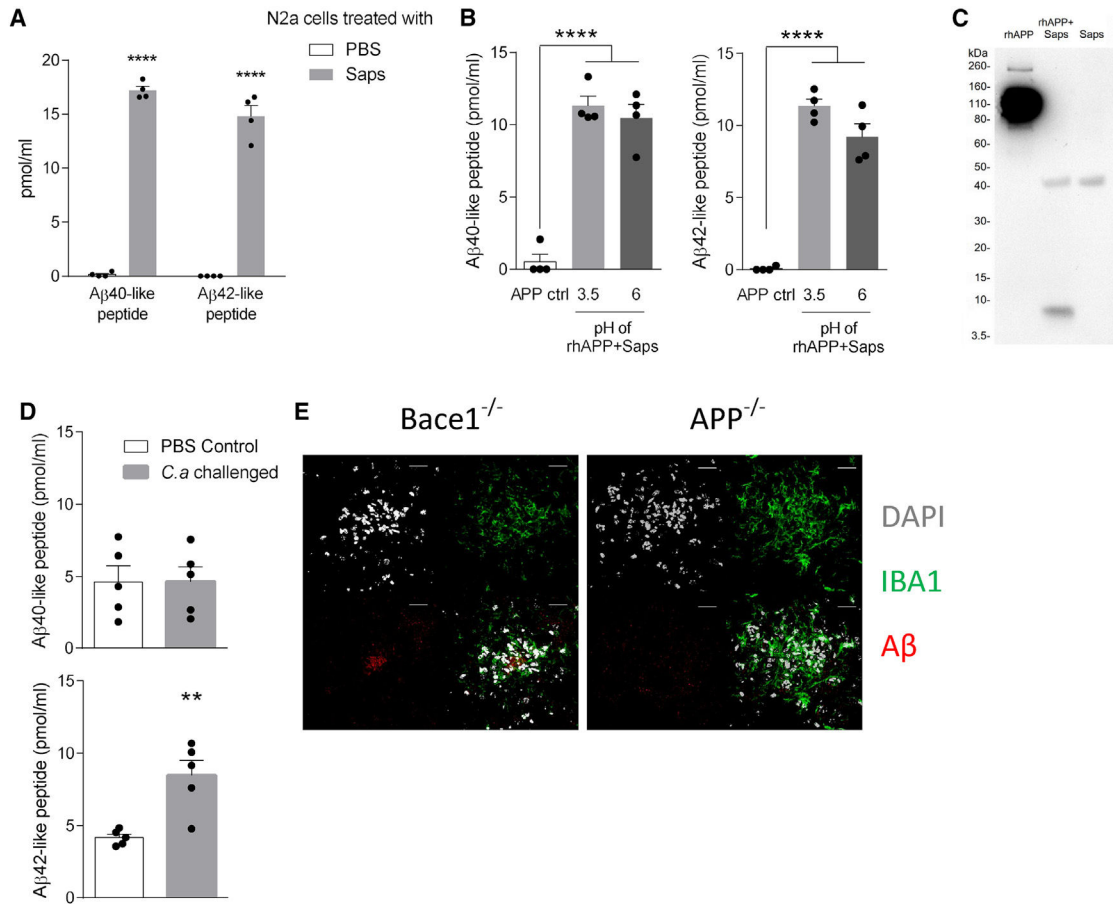 A
N2a cells treated with
PBS
Saps
****
****
20
15
10
5
0
pmol/ml
Aβ40-like
peptide
Aβ42-like
peptide
B
****
15
10
5
0
Aβ40-like peptide (pmol/ml)
APP ctrl 3.5 6
pH of
rhAPP+Saps
****
15
10
5
0
Aβ42-like peptide (pmol/ml)
APP ctrl 3.5 6
pH of
rhAPP+Saps
C
rhAPP
rhAPP+
Saps
Saps
kDa
260-
160-
110-
80-
60-
50-
40-
30-
20-
15-
10-
3.5-
D
PBS Control
C.a challenged
15
10
5
0
Aβ40-like peptide (pmol/ml)
**
15
10
5
0
Aβ42-like peptide (pmol/ml)
E
Bace1-/-
APP-/-
DAPI
IBA1
Aβ